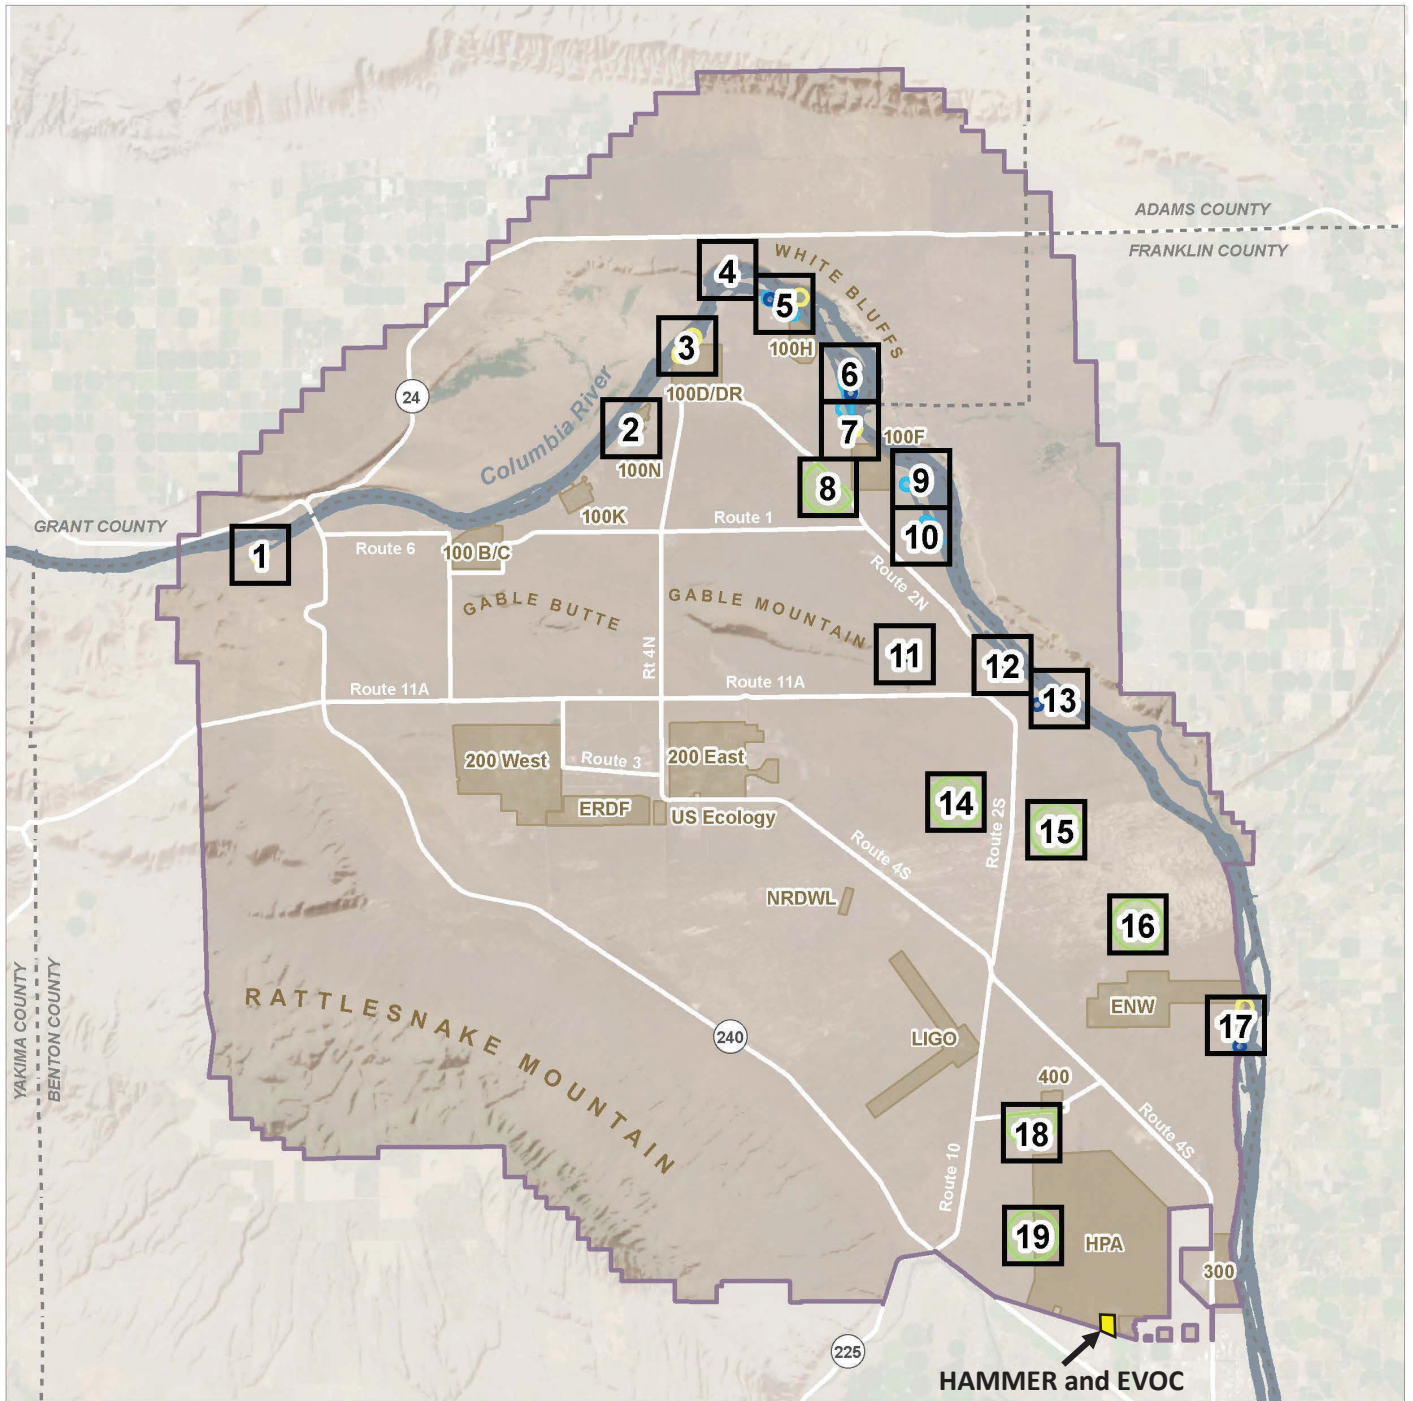 ADAMS COUNTY
FRANKLIN COUNTY
WHITE BLUFFS
4
5
3
100H
6
24
100D/DR
Columbia River
2
7
100F
100N
8
9
100K
Route 1
GRANT COUNTY
10
1
Route 6
100 B/C
Route 2N
GABLE BUTTE
GABLE MOUNTAIN
Rt 4N
11
12
Route 11A
Route 11A
13
200 West
Route 3
200 East
14
ERDF
US Ecology
15
Route 2S
Route 4S
NRDWL
16
YAKIMA COUNTY
BENTON COUNTY
RATTLESNAKE MOUNTAIN
ENW
17
240
LIGO
400
18
Route 4S
Route 10
19
HPA
300
225
HAMMER and EVOC